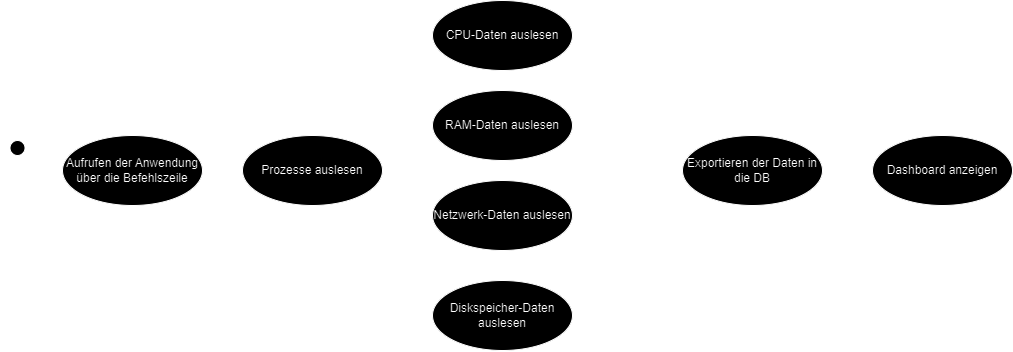 CPU-Daten auslesen
RAM-Daten auslesen
Aufrufen der Anwendung
über die Befehlszeile
Prozesse auslesen
Exportieren der Daten in
die DB
Dashboard anzeigen
Netzwerk-Daten auslesen
Diskspeicher-Daten
auslesen